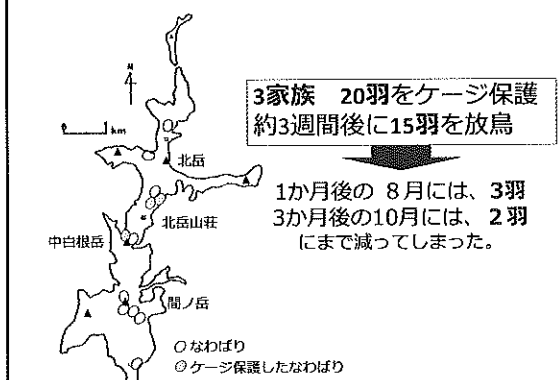 3家族 20羽をケージ保護
約3週間後に15羽を放鳥
1か月後の 8月には、3羽
3か月後の10月には、2羽
にまで減ってしまった。
N
0 1 km
北岳
北岳山荘
中白根岳
間ノ岳
なわばり
ケージ保護したなわばり